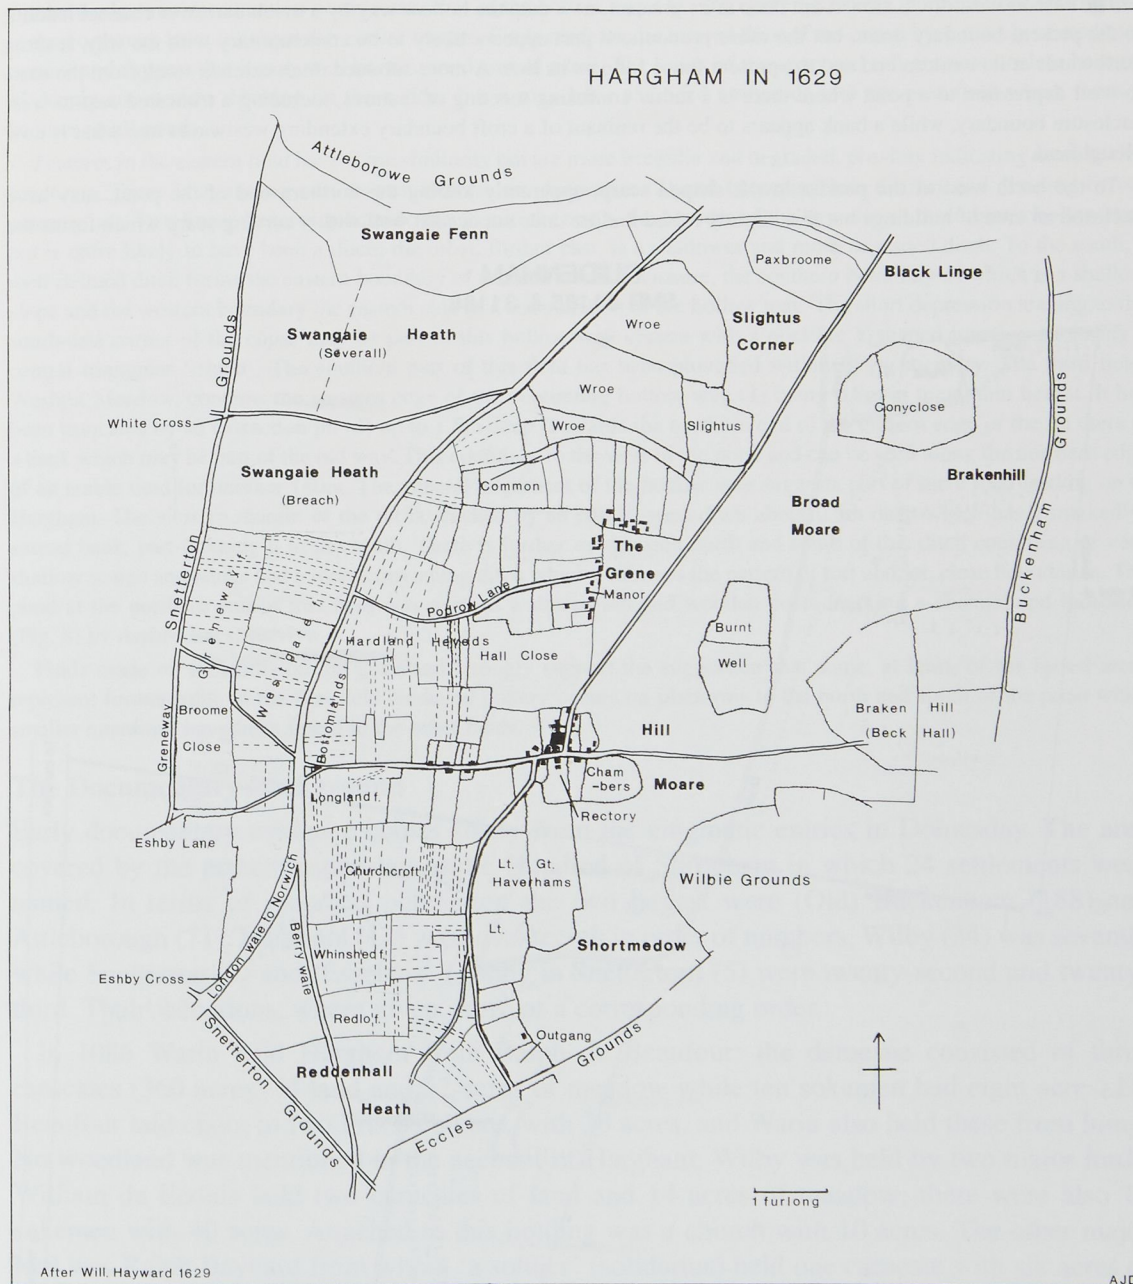 HARGHAM IN 1629
Attleborowe Grounds
Swangaie Fenn
Paxbroome
Black Linge
Swangaie Heath
(Severall)
Wroe
Slightus
Corner
Grounds
Wroe
White Cross
Wroe
Slightus
Conyclose
Grounds
Swangaie Heath
(Breach)
Common
Brakenhill
Broad
Moare
Snetterton
The
Grene
Buckenham
Podrow Lane
Manor
Greneway f.
Westgate f.
Hardland Heveds
Hall Close
Burnt
Well
Broome
Close
Greneway
Bottomlands
Hill
Braken Hill
(Beck Hall)
Cham
-bers
Moare
Longland f.
Rectory
Eshby Lane
Churchcroft
Lt. Gt.
Haverhams
Wilbie Grounds
Lt.
Shortmedow
Whinshed f.
Eshby Cross
London waie to Norwich
Berry waie
Redlo f.
Outgang
Snetterton Grounds
Reddenhall
Heath
Eccles Grounds
1 furlong
After Will. Hayward 1629